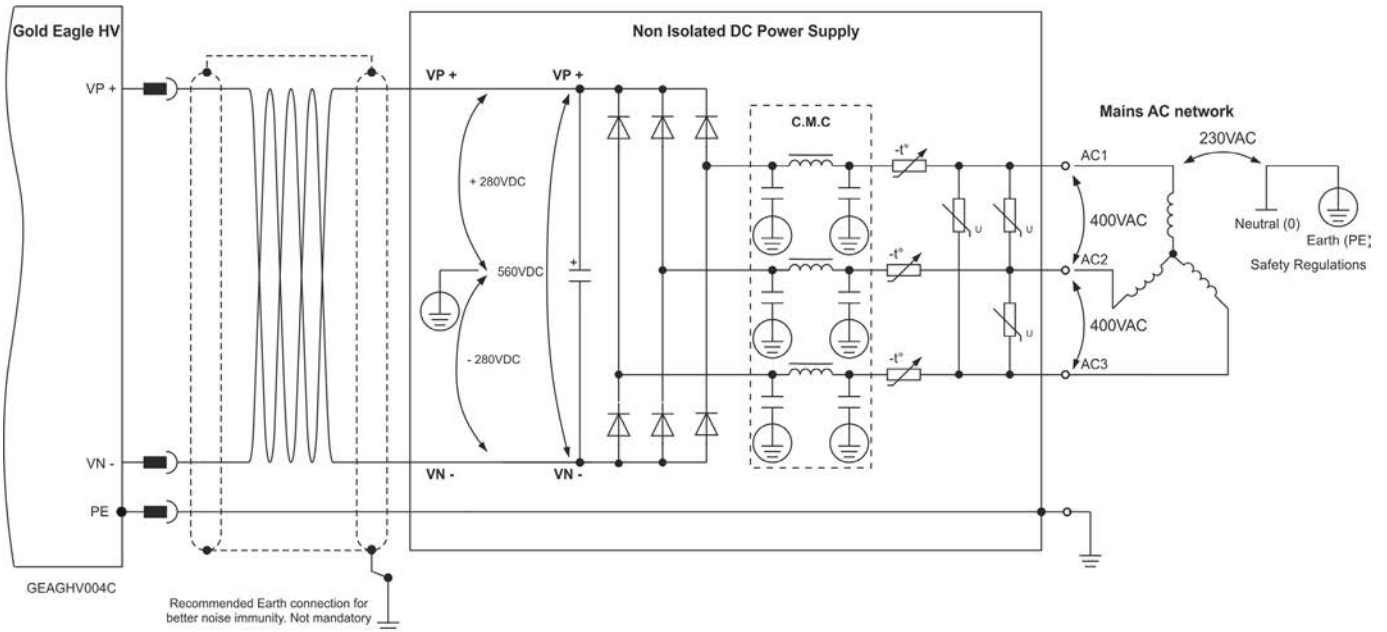 Gold Eagle HV
Non Isolated DC Power Supply
VP +
VP +
VP +
C.M.C
Mains AC network
230VAC
-t°
AC1
+ 280VDC
U
U
400VAC
Neutral (0)
Earth (PE)
Safety Regulations
-t°
AC2
560VDC
U
400VAC
- 280VDC
-t°
AC3
VN -
VN -
VN -
PE
GEAGHV004C
Recommended Earth connection for
better noise immunity. Not mandatory